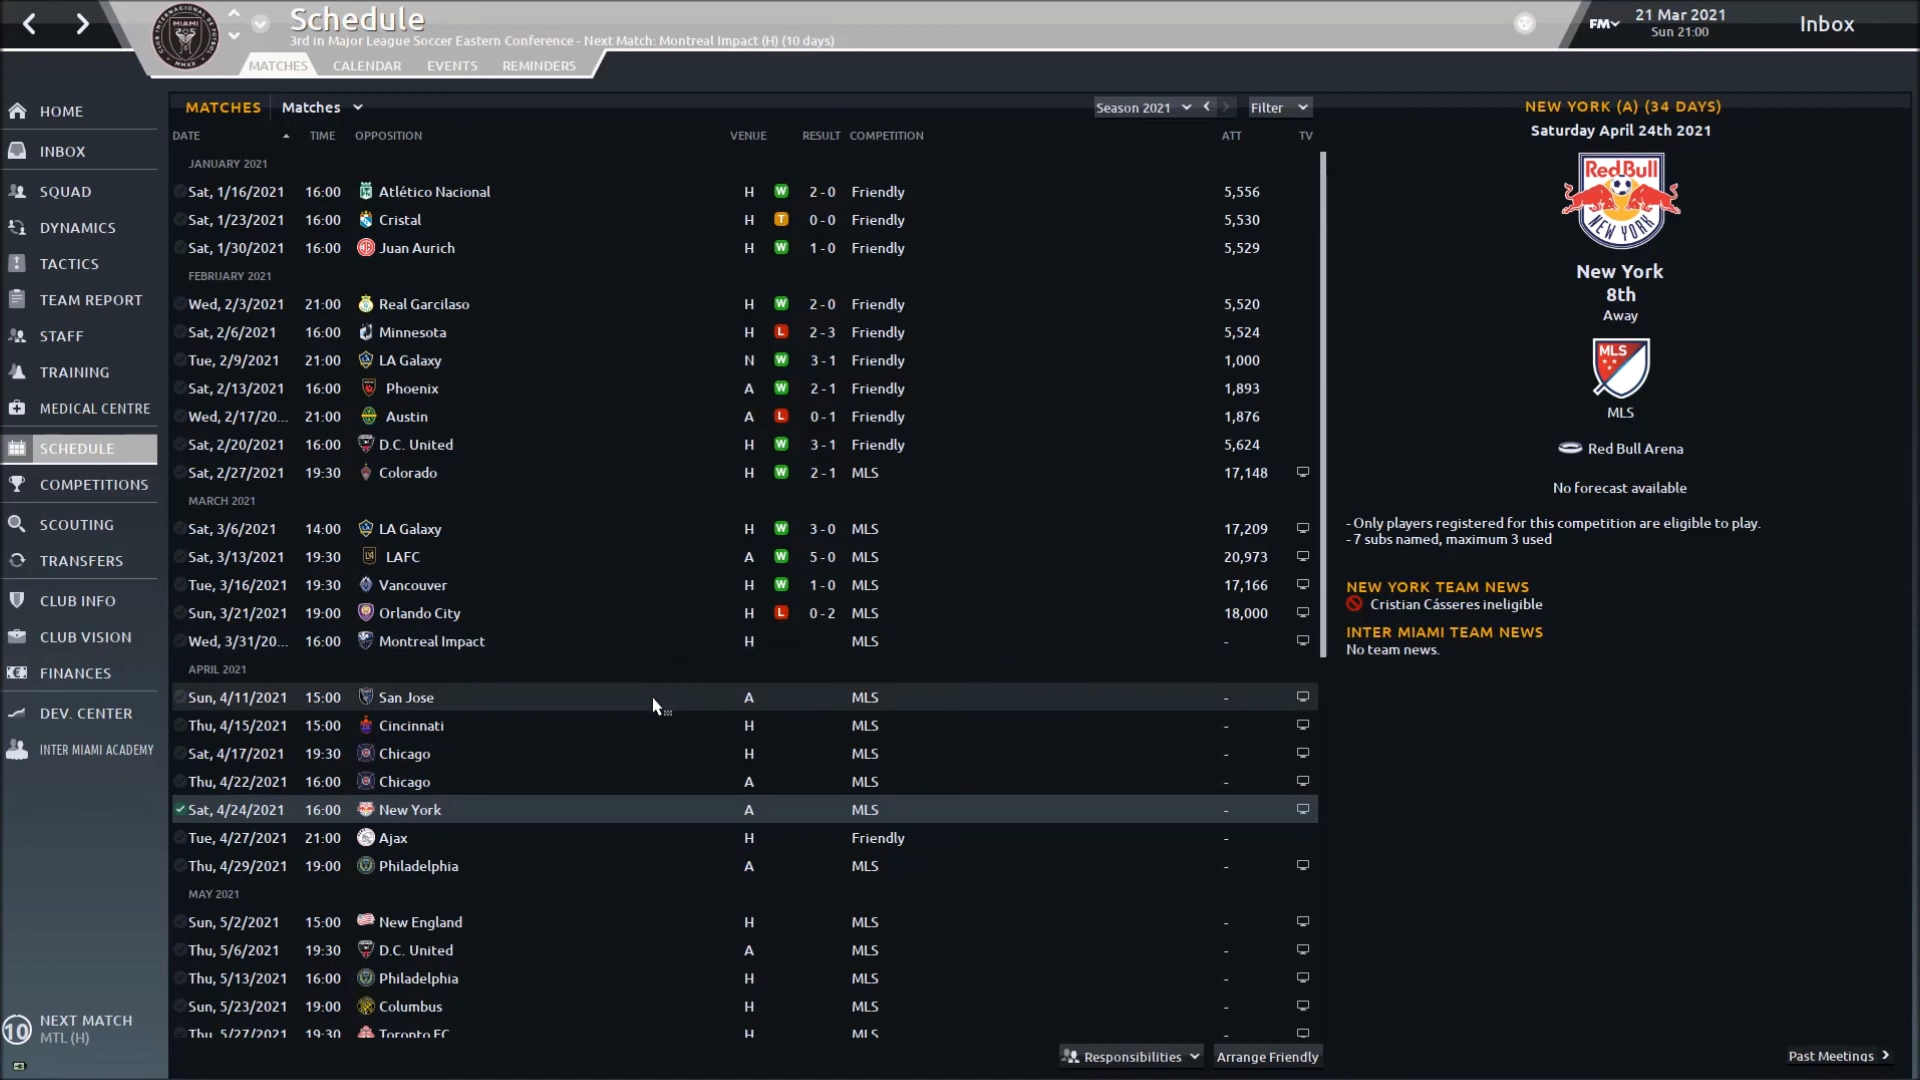 Schedule
3rd in Major League Soccer Eastern Conference - Next Match: Montreal Impact (H) (10 days)
FM
21 Mar 2021
Sun 21:00
Inbox
MATCHES CALENDAR EVENTS REMINDERS
HOME
INBOX
SQUAD
DYNAMICS
TACTICS
TEAM REPORT
STAFF
TRAINING
MEDICAL CENTRE
SCHEDULE
COMPETITIONS
SCOUTING
TRANSFERS
CLUB INFO
CLUB VISION
FINANCES
DEV. CENTER
INTER MIAMI ACADEMY
10 NEXT MATCH
MTL (H)
MATCHES Matches Season 2021 Filter
DATE TIME OPPOSITION VENUE RESULT COMPETITION ATT TV
JANUARY 2021
Sat, 1/16/2021 16:00 Atlético Nacional H W 2 - 0 Friendly 5,556
Sat, 1/23/2021 16:00 Cristal H T 0 - 0 Friendly 5,530
Sat, 1/30/2021 16:00 Juan Aurich H W 1 - 0 Friendly 5,529
FEBRUARY 2021
Wed, 2/3/2021 21:00 Real Garcilaso H W 2 - 0 Friendly 5,520
Sat, 2/6/2021 16:00 Minnesota H L 2 - 3 Friendly 5,524
Tue, 2/9/2021 21:00 LA Galaxy N W 3 - 1 Friendly 1,000
Sat, 2/13/2021 16:00 Phoenix A W 2 - 1 Friendly 1,893
Wed, 2/17/20... 21:00 Austin A L 0 - 1 Friendly 1,876
Sat, 2/20/2021 16:00 D.C. United H W 3 - 1 Friendly 5,624
Sat, 2/27/2021 19:30 Colorado H W 2 - 1 MLS 17,148
MARCH 2021
Sat, 3/6/2021 14:00 LA Galaxy H W 3 - 0 MLS 17,209
Sat, 3/13/2021 19:30 LAFC A W 5 - 0 MLS 20,973
Tue, 3/16/2021 19:30 Vancouver H W 1 - 0 MLS 17,166
Sun, 3/21/2021 19:00 Orlando City H L 0 - 2 MLS 18,000
Wed, 3/31/20... 16:00 Montreal Impact H MLS -
APRIL 2021
Sun, 4/11/2021 15:00 San Jose A MLS -
Thu, 4/15/2021 15:00 Cincinnati H MLS -
Sat, 4/17/2021 19:30 Chicago H MLS -
Thu, 4/22/2021 16:00 Chicago A MLS -
Sat, 4/24/2021 16:00 New York A MLS -
Tue, 4/27/2021 21:00 Ajax H Friendly -
Thu, 4/29/2021 19:00 Philadelphia A MLS -
MAY 2021
Sun, 5/2/2021 15:00 New England H MLS -
Thu, 5/6/2021 19:30 D.C. United A MLS -
Thu, 5/13/2021 16:00 Philadelphia H MLS -
Sun, 5/23/2021 19:00 Columbus H MLS -
Thu, 5/27/2021 19:30 Toronto FC H MLS -
Responsibilities Arrange Friendly
NEW YORK (A) (34 DAYS)
Saturday April 24th 2021
Red Bull
NEW YORK
New York
8th
Away
MLS
MLS
Red Bull Arena
No forecast available
- Only players registered for this competition are eligible to play.
- 7 subs named, maximum 3 used
NEW YORK TEAM NEWS
Cristian Cásseres ineligible
INTER MIAMI TEAM NEWS
No team news.
Past Meetings